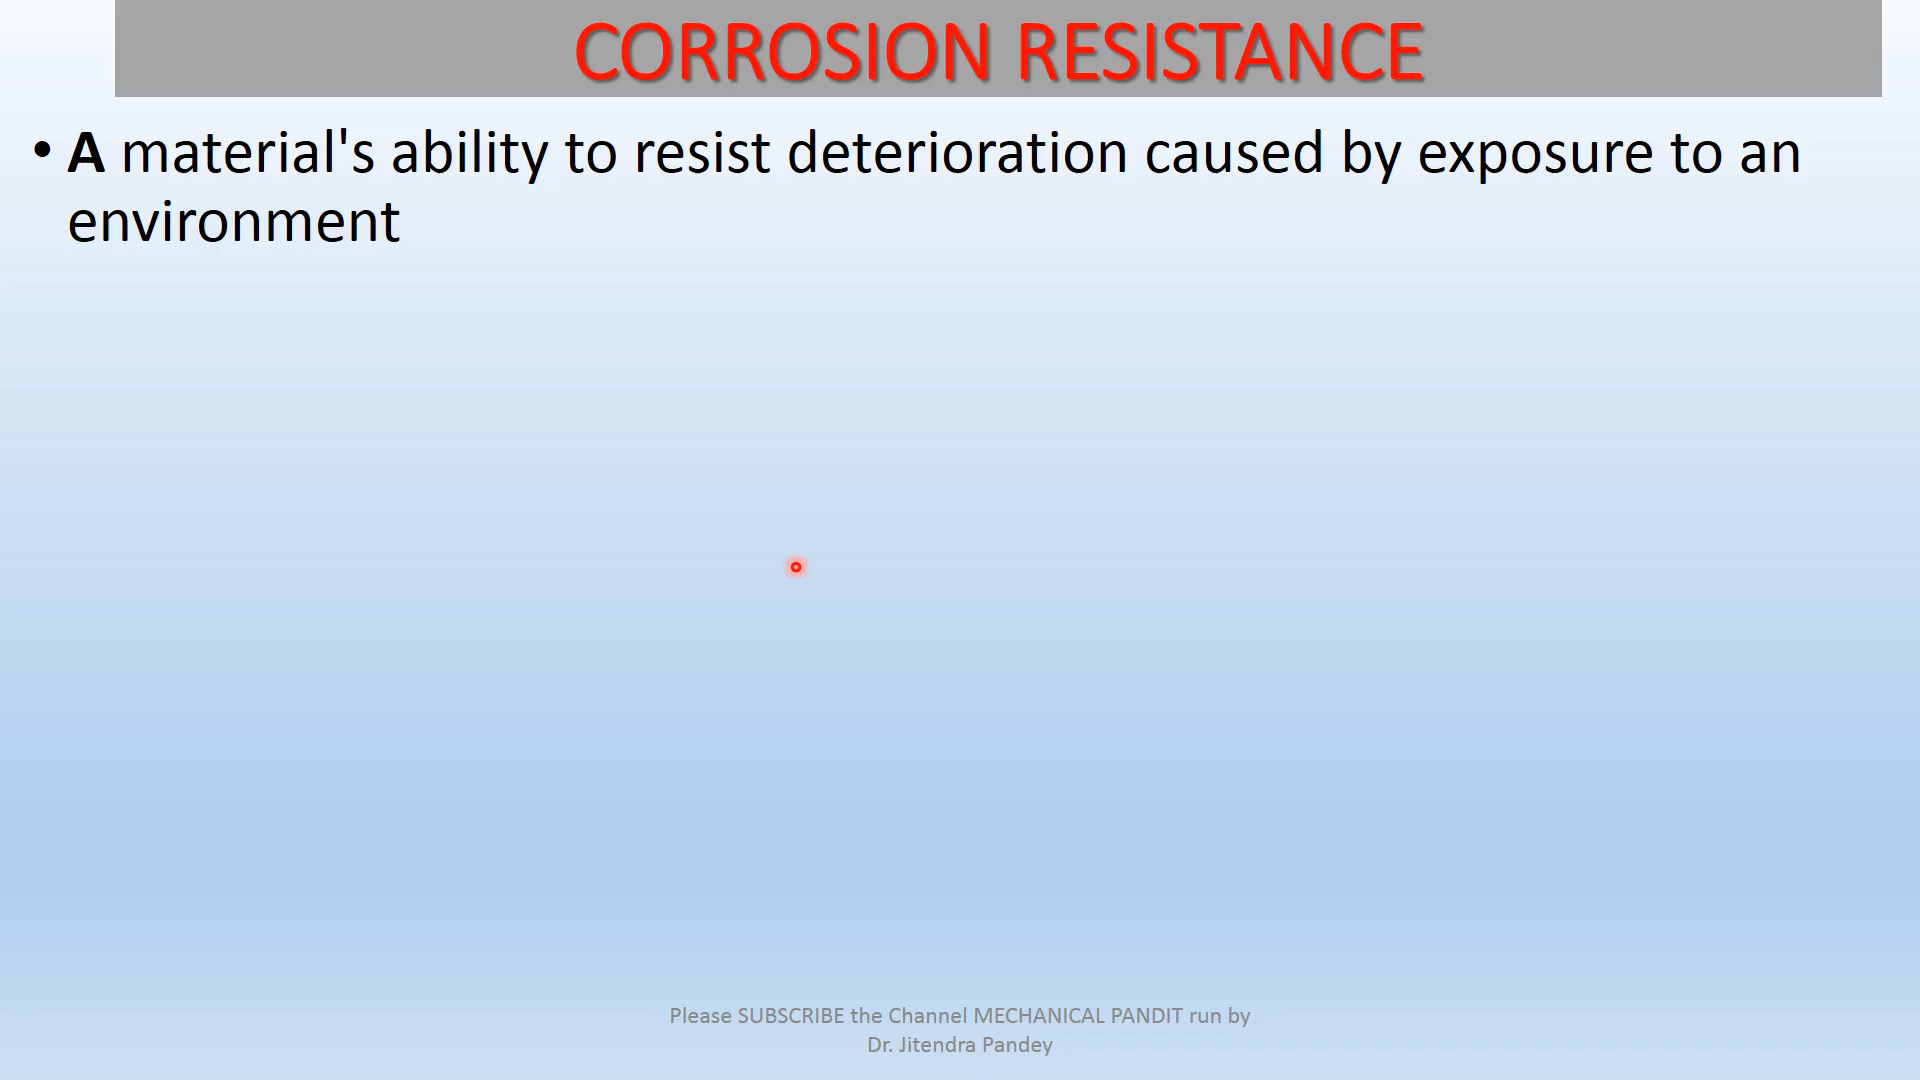 CORROSION RESISTANCE
• A material's ability to resist deterioration caused by exposure to an
environment
Please SUBSCRIBE the Channel MECHANICAL PANDIT run by
Dr. Jitendra Pandey